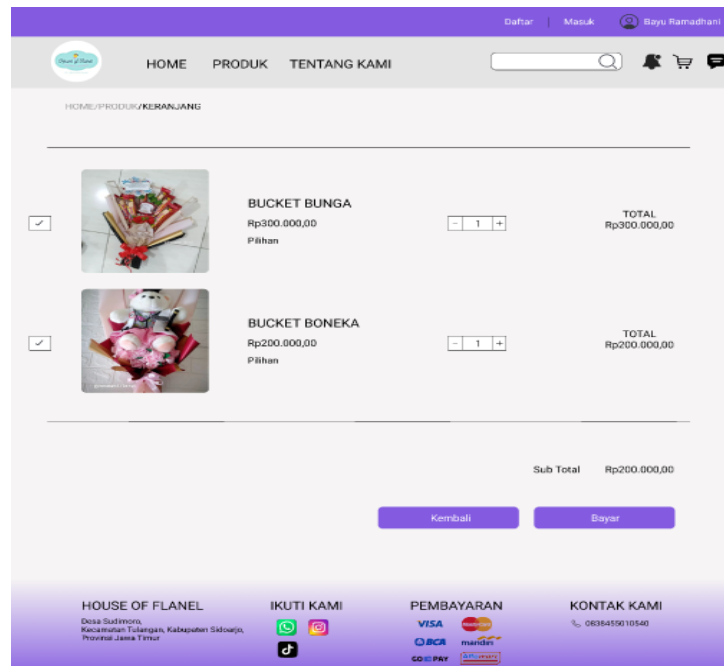 Daftar | Masuk Bayu Ramadhani
HOME PRODUK TENTANG KAMI
HOME/PRODUK/KERANJANG
BUCKET BUNGA
Rp300.000,00
Pilihan
- 1 +
TOTAL
Rp300.000,00
BUCKET BONEKA
Rp200.000,00
Pilihan
- 1 +
TOTAL
Rp200.000,00
Sub Total Rp200.000,00
Kembali Bayar
HOUSE OF FLANEL
Desa Sudimoro,
Kecamatan Tulangan, Kabupaten Sidoarjo,
Provinsi Jawa Timur
IKUTI KAMI
PEMBAYARAN
VISA mastercard
BCA mandiri
GOPAY
KONTAK KAMI
0838455010540